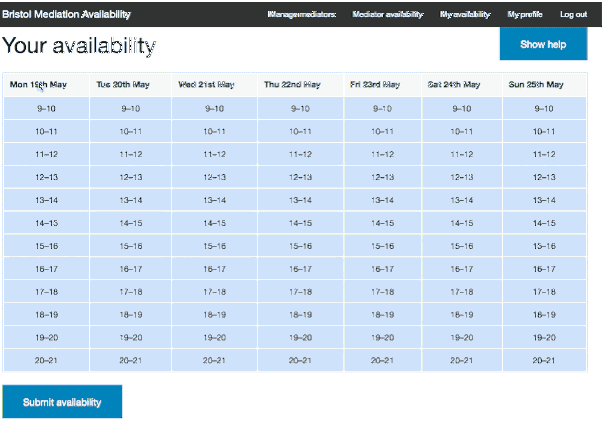 Bristol Mediation Availability Manage mediators Mediator availability My availability My profile Log out
Your availability Show help
Mon 19th May Tue 20th May Wed 21st May Thu 22nd May Fri 23rd May Sat 24th May Sun 25th May
9–10 9–10 9–10 9–10 9–10 9–10 9–10
10–11 10–11 10–11 10–11 10–11 10–11 10–11
11–12 11–12 11–12 11–12 11–12 11–12 11–12
12–13 12–13 12–13 12–13 12–13 12–13 12–13
13–14 13–14 13–14 13–14 13–14 13–14 13–14
14–15 14–15 14–15 14–15 14–15 14–15 14–15
15–16 15–16 15–16 15–16 15–16 15–16 15–16
16–17 16–17 16–17 16–17 16–17 16–17 16–17
17–18 17–18 17–18 17–18 17–18 17–18 17–18
18–19 18–19 18–19 18–19 18–19 18–19 18–19
19–20 19–20 19–20 19–20 19–20 19–20 19–20
20–21 20–21 20–21 20–21 20–21 20–21 20–21
Submit availability